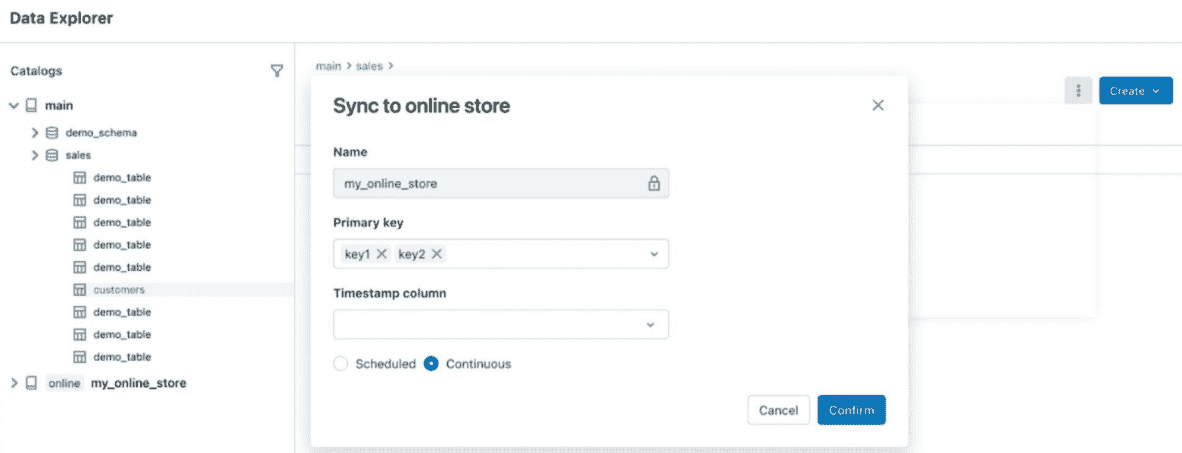 Data Explorer
Catalogs
main
demo_schema
sales
demo_table
demo_table
demo_table
demo_table
demo_table
customers
demo_table
demo_table
demo_table
online my_online_store
main > sales >
Create
Sync to online store
Name
my_online_store
Primary key
key1 key2
Timestamp column
Scheduled Continuous
Cancel Confirm